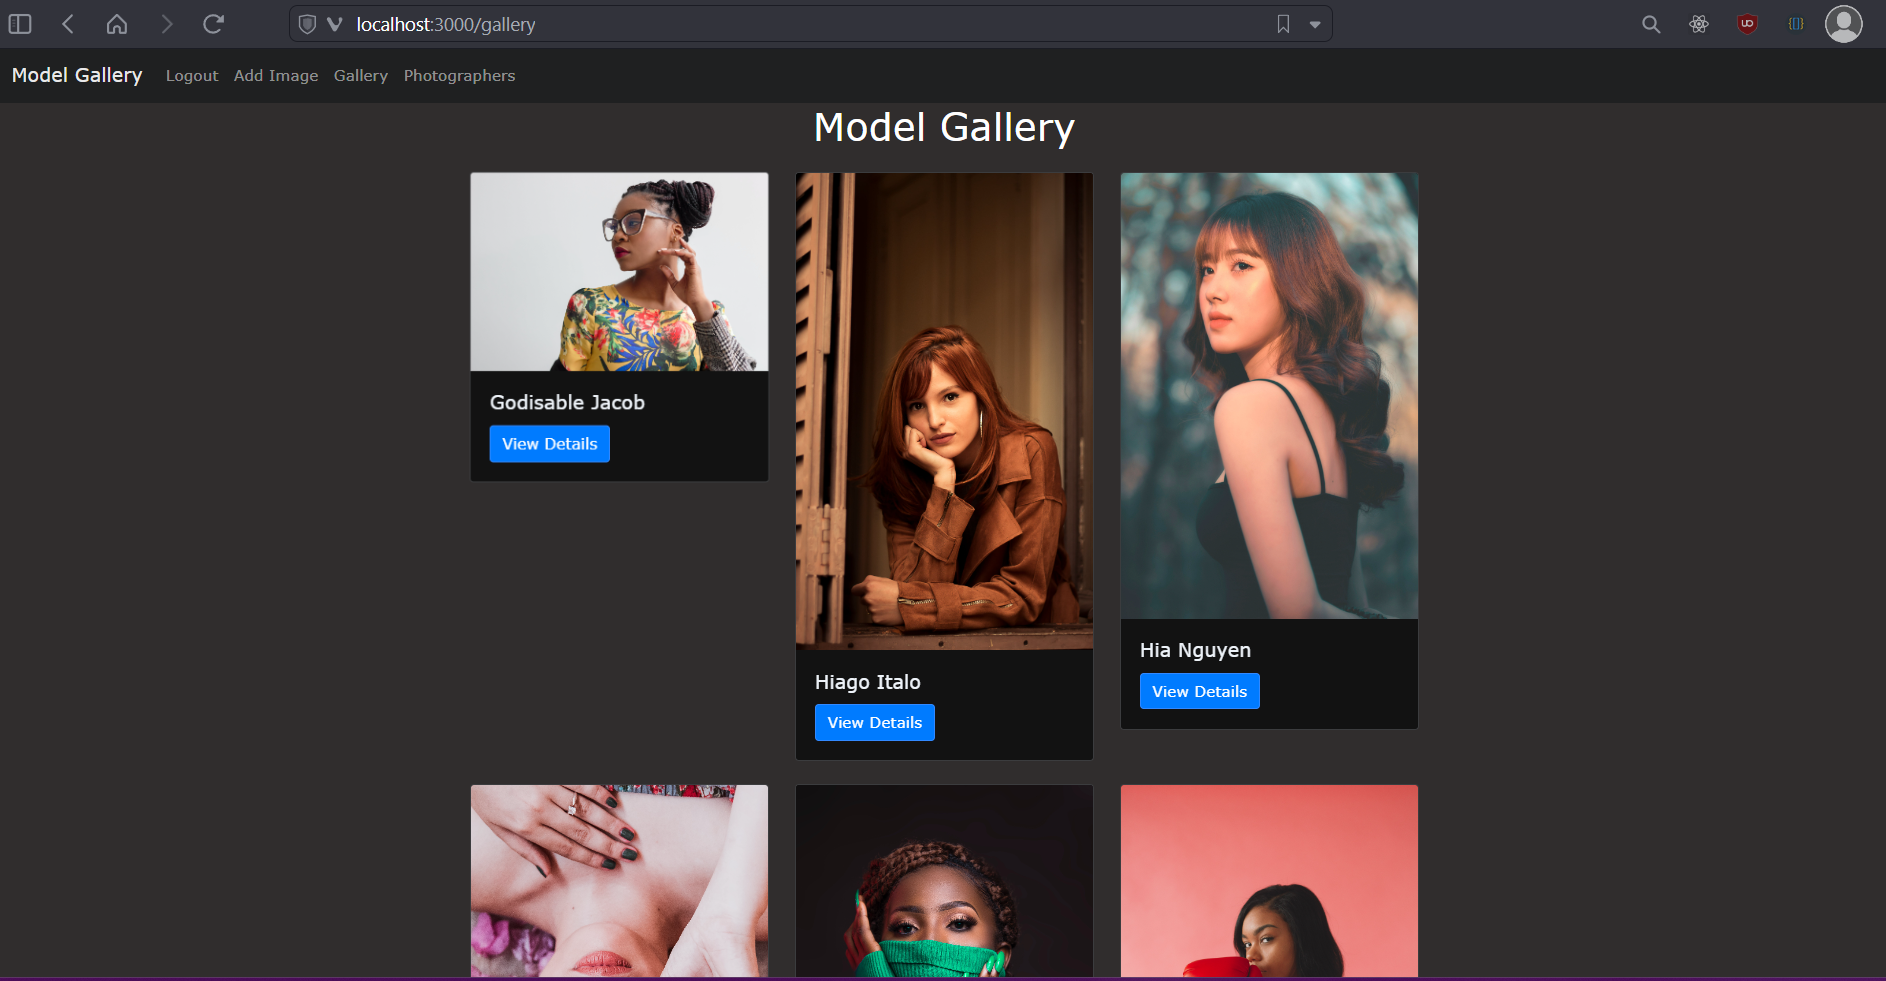 localhost:3000/gallery
Model Gallery Logout Add Image Gallery Photographers
Model Gallery
Godisable Jacob
View Details
Hiago Italo
View Details
Hia Nguyen
View Details